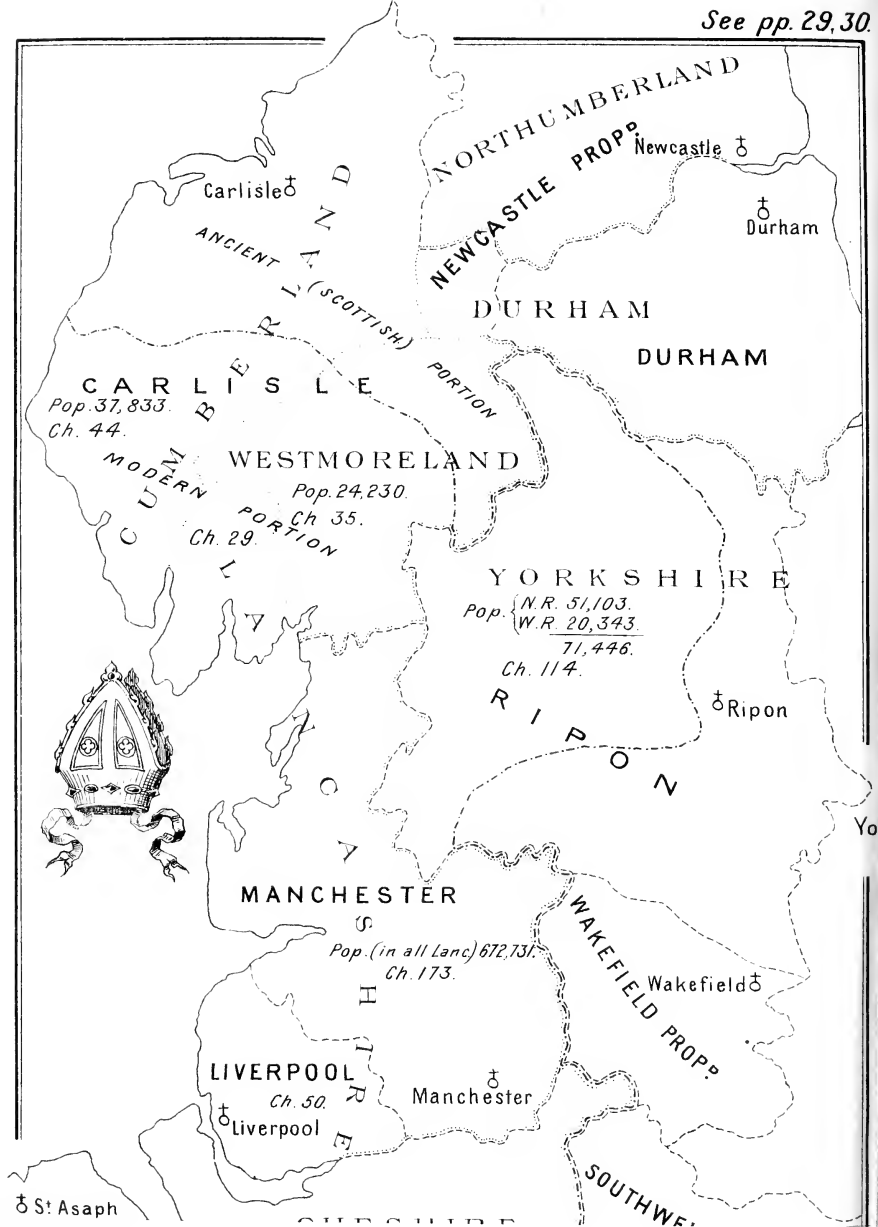 See pp. 29,30.
NORTHUMBERLAND
NEWCASTLE PROPD.
Newcastle
Carlisle
Durham
CUMBERLAND
ANCIENT (SCOTTISH) PORTION
DURHAM
DURHAM
CARLISLE
Pop. 37,833.
Ch. 44.
WESTMORELAND
Pop. 24,230.
Ch 35.
MODERN PORTION
Ch. 29.
YORKSHIRE
Pop. { N.R. 51,103.
W.R. 20,343.
71,446.
Ch. 114.
RIPON
Ripon
LANCASHIRE
Yo
MANCHESTER
Pop. (in all Lanc) 672,731.
Ch. 173.
WAKEFIELD PROPD.
Wakefield
LIVERPOOL
Ch. 50.
Liverpool
Manchester
St Asaph
SOUTHWEL
CHESHIRE